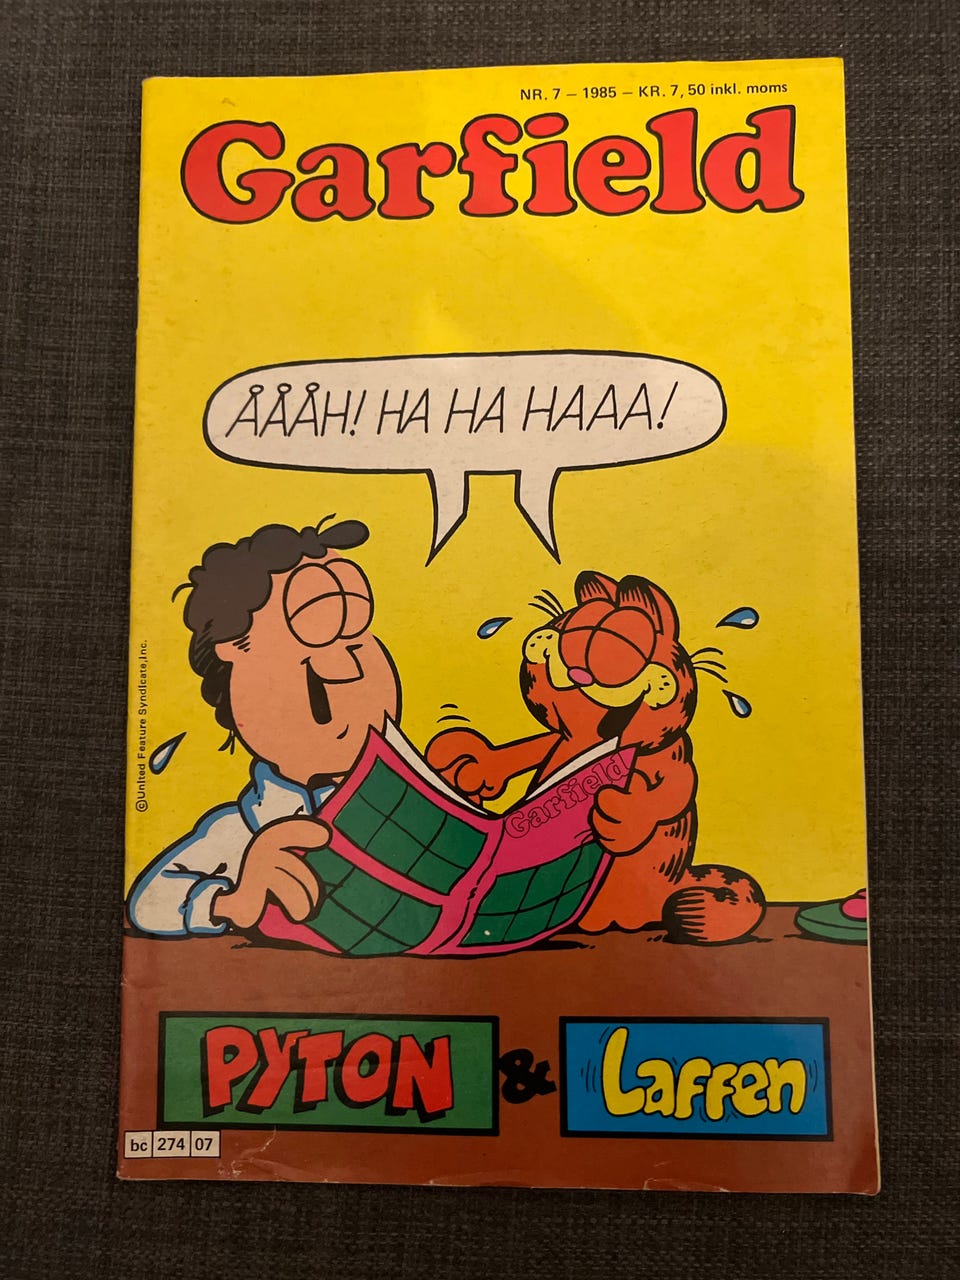 NR. 7 – 1985 – KR. 7,50 inkl. moms
Garfield
ÅÅÅH! HA HA HAAA!
©United Feature Syndicate,Inc.
Garfield
PYTON & Laffen
bc 274 07